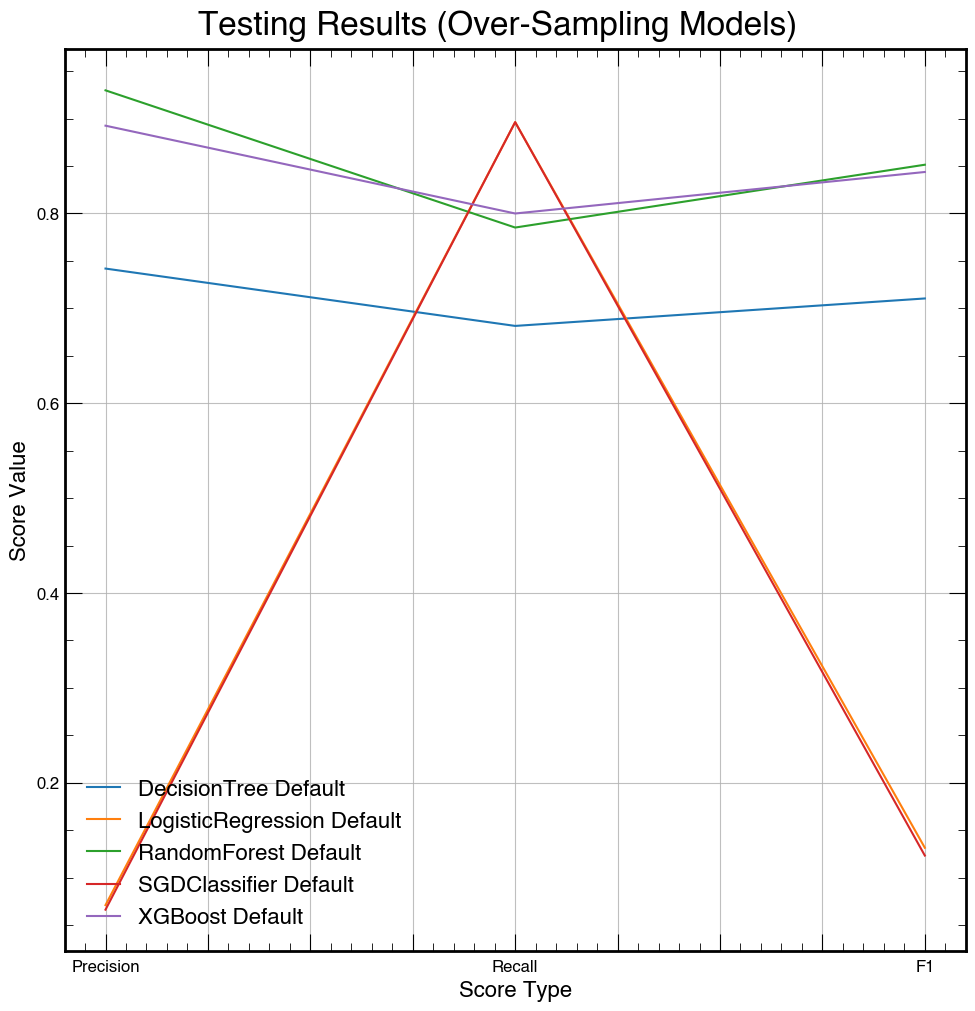 Testing Results (Over-Sampling Models)
Score Value
0.8
0.6
0.4
0.2
DecisionTree Default
LogisticRegression Default
RandomForest Default
SGDClassifier Default
XGBoost Default
Precision Recall F1
Score Type